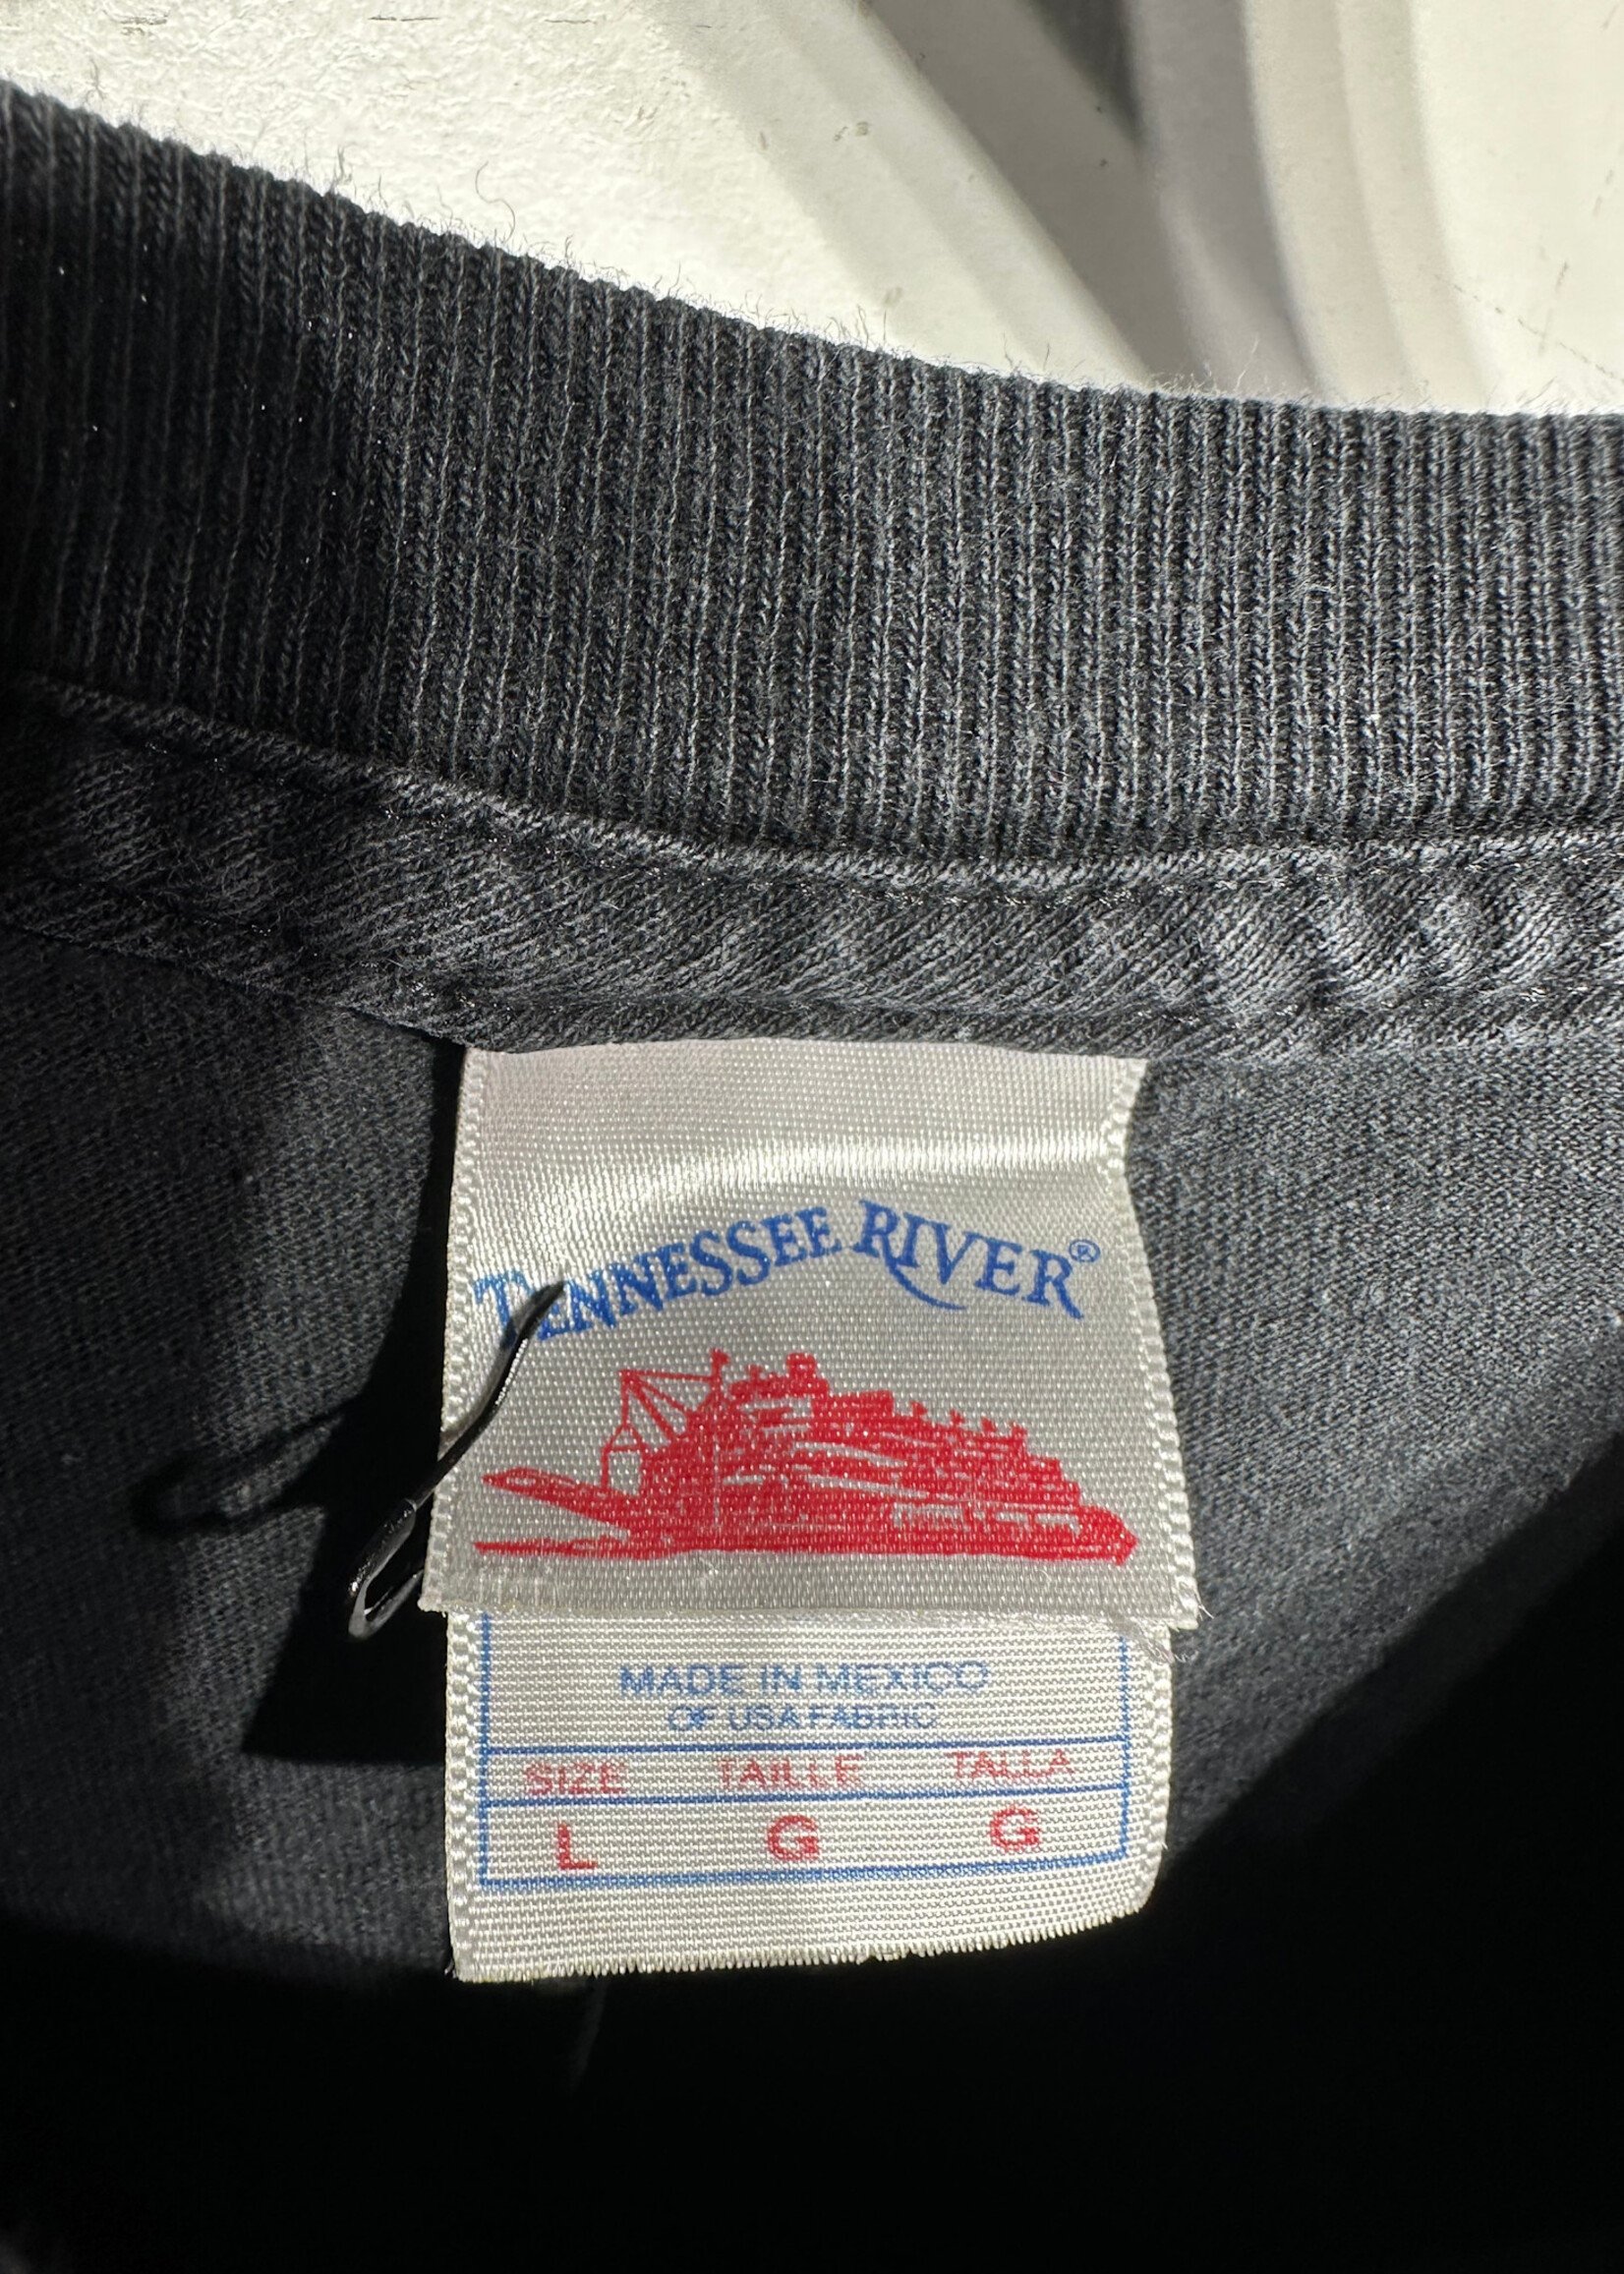 TENNESSEE RIVER®
MADE IN MEXICO
OF USA FABRIC
SIZE TAILLE TALLA
L G G